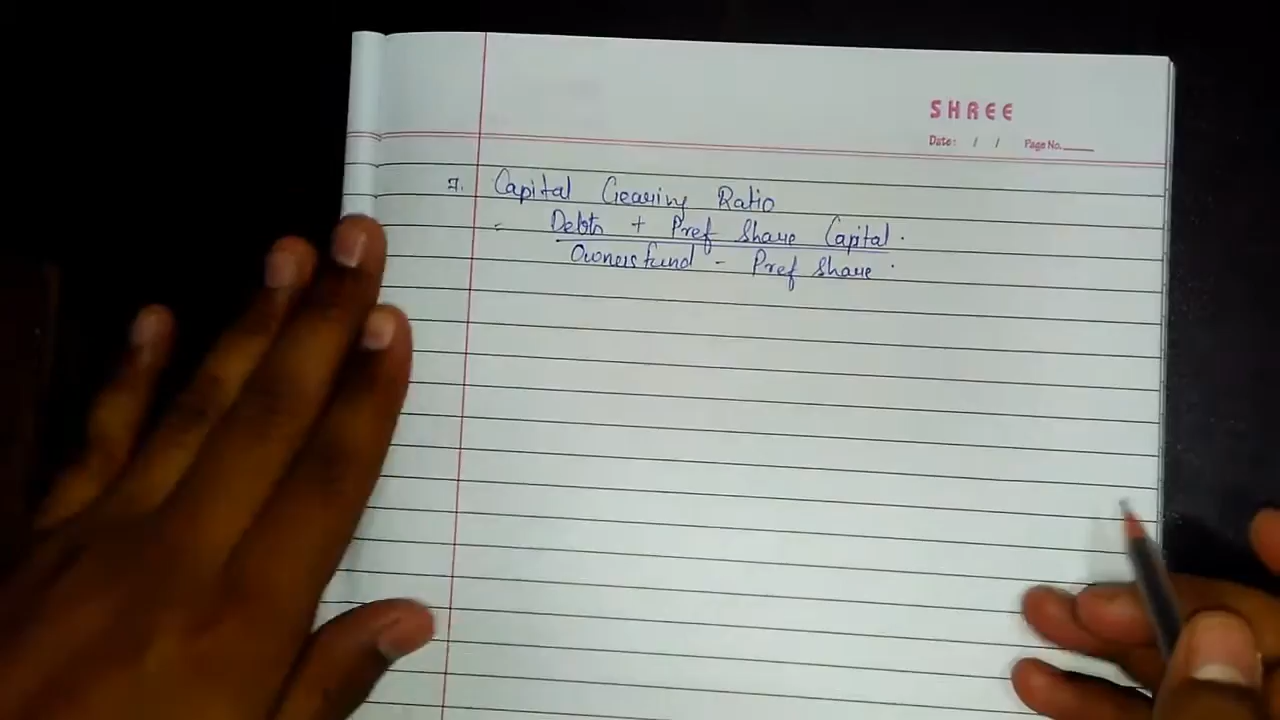 SHREE
Date: / / Page No.
7. Capital Gearing Ratio
= Debts + Pref Share Capital.
Owners fund - Pref Share.